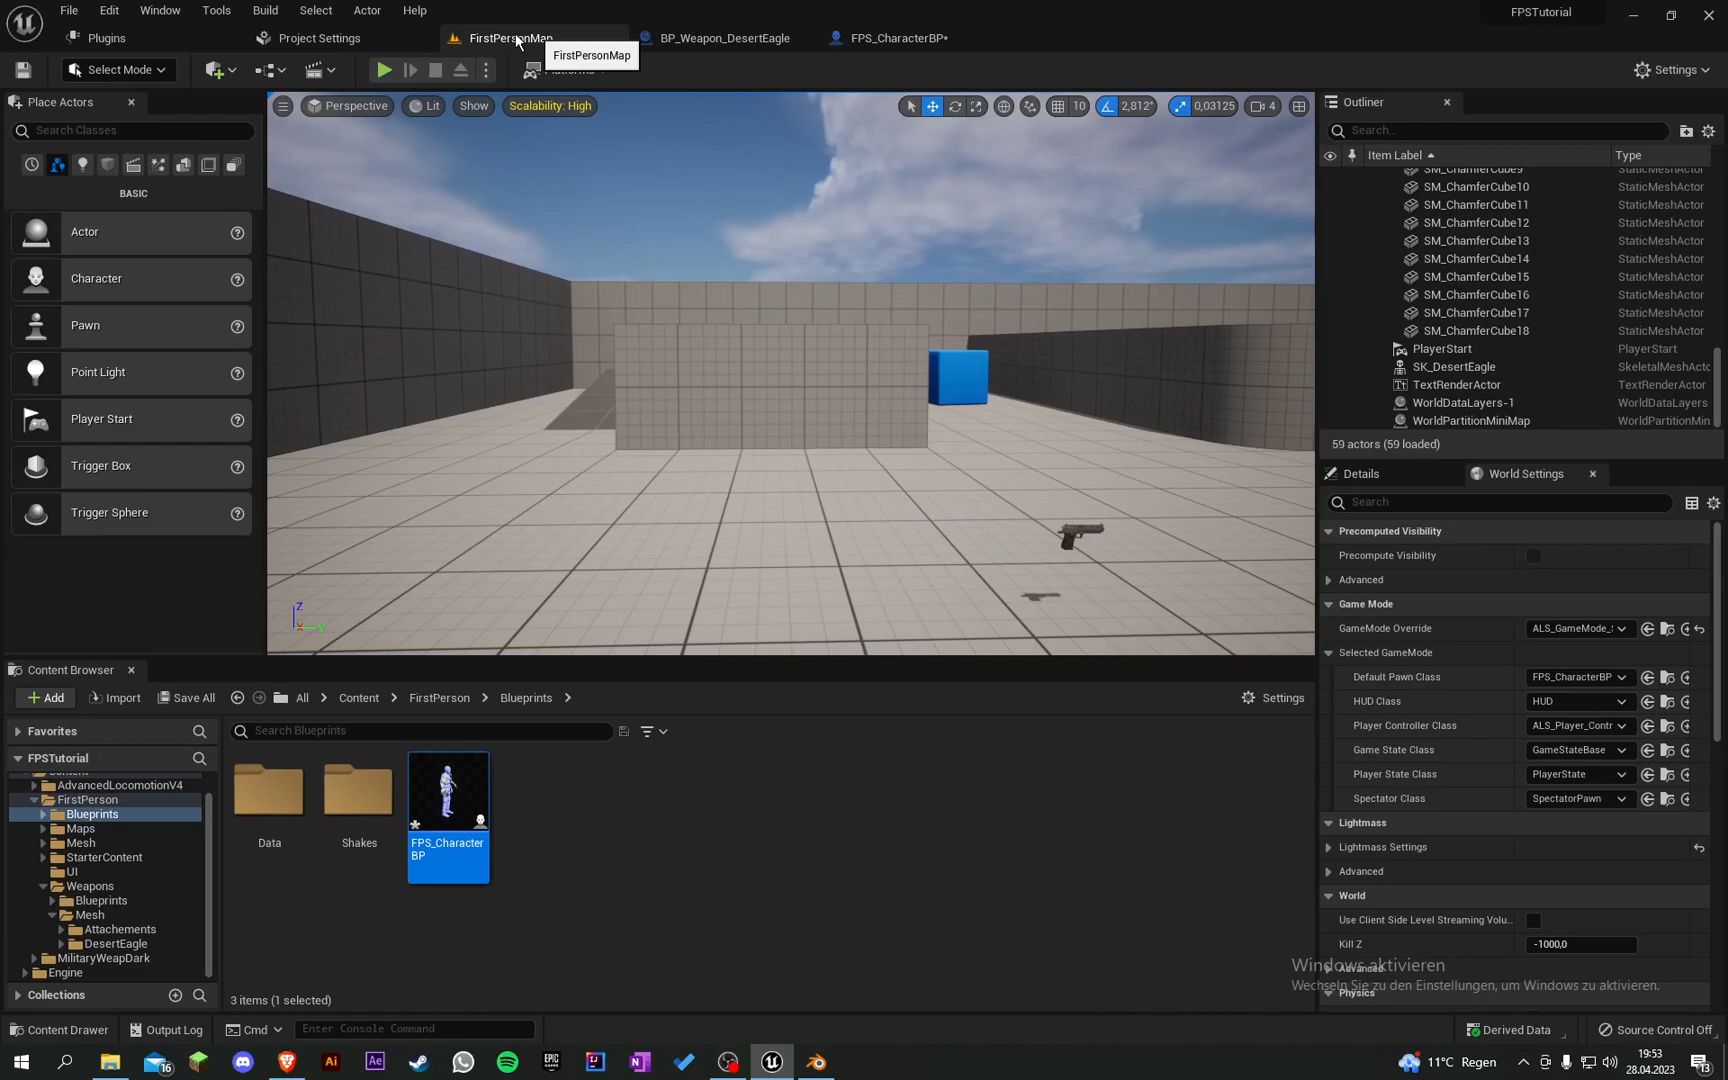 File Edit Window Tools Build Select Actor Help
FPSTutorial
Plugins
Project Settings
FirstPersonMap
BP_Weapon_DesertEagle
FPS_CharacterBP*
FirstPersonMap
Select Mode
Settings
Place Actors
Search Classes
BASIC
Actor
Character
Pawn
Point Light
Player Start
Trigger Box
Trigger Sphere
Perspective Lit Show Scalability: High
10 2,812° 0,03125 4
Z
Outliner
Search...
Item Label Type
SM_ChamferCube9 StaticMeshActor
SM_ChamferCube10 StaticMeshActor
SM_ChamferCube11 StaticMeshActor
SM_ChamferCube12 StaticMeshActor
SM_ChamferCube13 StaticMeshActor
SM_ChamferCube14 StaticMeshActor
SM_ChamferCube15 StaticMeshActor
SM_ChamferCube16 StaticMeshActor
SM_ChamferCube17 StaticMeshActor
SM_ChamferCube18 StaticMeshActor
PlayerStart PlayerStart
SK_DesertEagle SkeletalMeshActo
TextRenderActor TextRenderActor
WorldDataLayers-1 WorldDataLayers
WorldPartitionMiniMap WorldPartitionMin
59 actors (59 loaded)
Details
World Settings
Search
Precomputed Visibility
Precompute Visibility
Advanced
Game Mode
GameMode Override ALS_GameMode_
Selected GameMode
Default Pawn Class FPS_CharacterBP
HUD Class HUD
Player Controller Class ALS_Player_Contr
Game State Class GameStateBase
Player State Class PlayerState
Spectator Class SpectatorPawn
Lightmass
Lightmass Settings
Advanced
World
Use Client Side Level Streaming Volu...
Kill Z -1000,0
Advanced
Physics
Windows aktivieren
Wechseln Sie zu den Einstellungen, um Windows zu aktivieren.
Content Browser
Add Import Save All All Content FirstPerson Blueprints Settings
Favorites
Search Blueprints
FPSTutorial
AdvancedLocomotionV4
FirstPerson
Blueprints
Maps
Mesh
StarterContent
UI
Weapons
Blueprints
Mesh
Attachements
DesertEagle
MilitaryWeapDark
Engine
Collections
Data
Shakes
FPS_Character
BP
3 items (1 selected)
Content Drawer Output Log Cmd Enter Console Command Derived Data Source Control Off
16
Ai
Ae
EPIC
GAMES
IJ
N
11°C Regen
19:53
28.04.2023
13